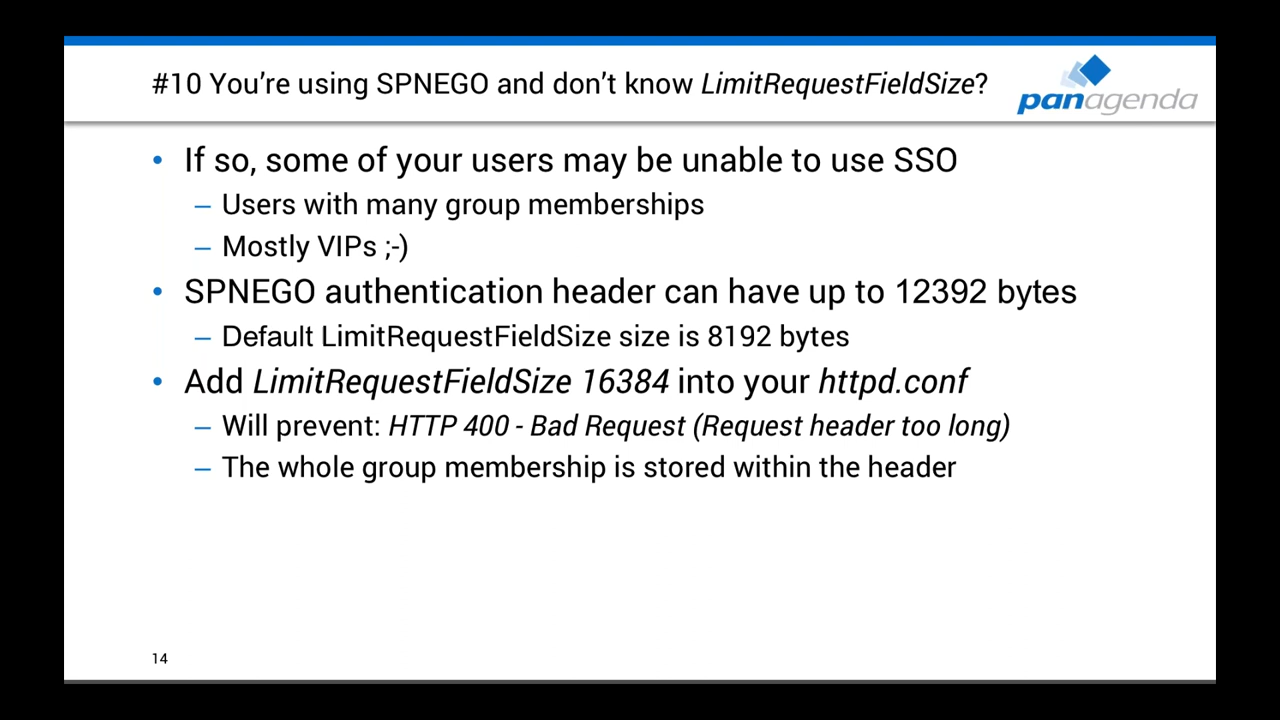 #10 You're using SPNEGO and don't know LimitRequestFieldSize?
panagenda
• If so, some of your users may be unable to use SSO
– Users with many group memberships
– Mostly VIPs ;-)
• SPNEGO authentication header can have up to 12392 bytes
– Default LimitRequestFieldSize size is 8192 bytes
• Add LimitRequestFieldSize 16384 into your httpd.conf
– Will prevent: HTTP 400 - Bad Request (Request header too long)
– The whole group membership is stored within the header
14